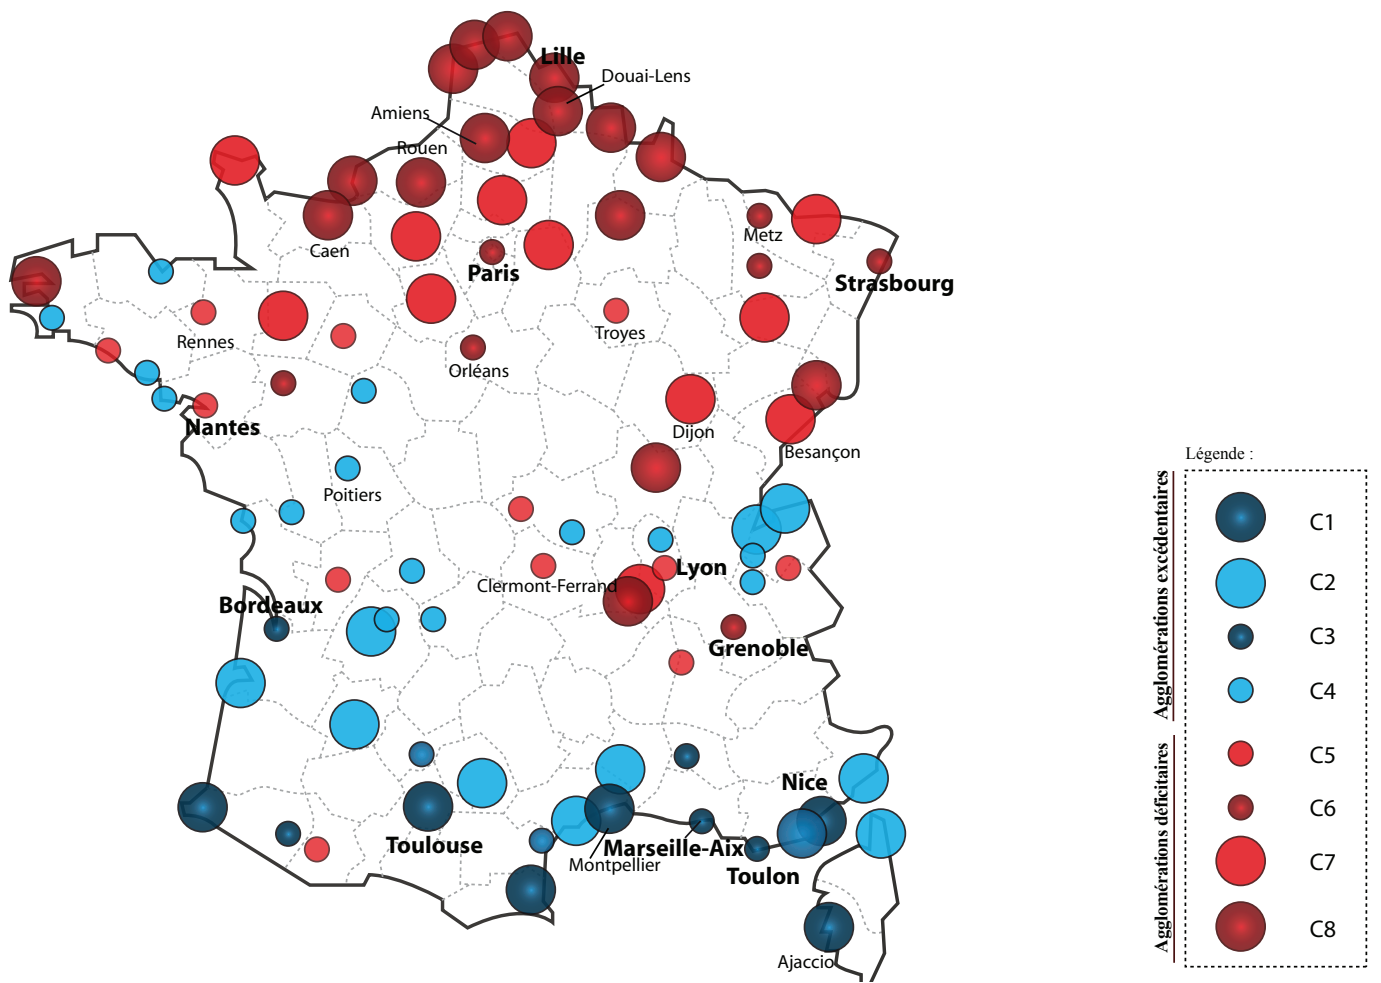 Lille
Douai-Lens
Amiens
Rouen
Metz
Caen
Paris
Strasbourg
Troyes
Rennes
Orléans
Nantes
Dijon
Besançon
Poitiers
Lyon
Clermont-Ferrand
Bordeaux
Grenoble
Nice
Toulouse
Marseille-Aix
Montpellier
Toulon
Ajaccio
Légende :
Agglomérations excédentaires
C1
C2
C3
C4
Agglomérations déficitaires
C5
C6
C7
C8